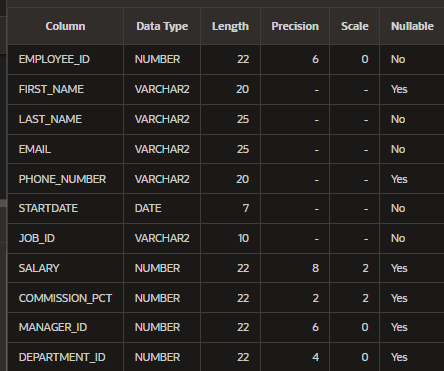 Column Data Type Length Precision Scale Nullable
EMPLOYEE_ID NUMBER 22 6 0 No
FIRST_NAME VARCHAR2 20 - - Yes
LAST_NAME VARCHAR2 25 - - No
EMAIL VARCHAR2 25 - - No
PHONE_NUMBER VARCHAR2 20 - - Yes
STARTDATE DATE 7 - - No
JOB_ID VARCHAR2 10 - - No
SALARY NUMBER 22 8 2 Yes
COMMISSION_PCT NUMBER 22 2 2 Yes
MANAGER_ID NUMBER 22 6 0 Yes
DEPARTMENT_ID NUMBER 22 4 0 Yes